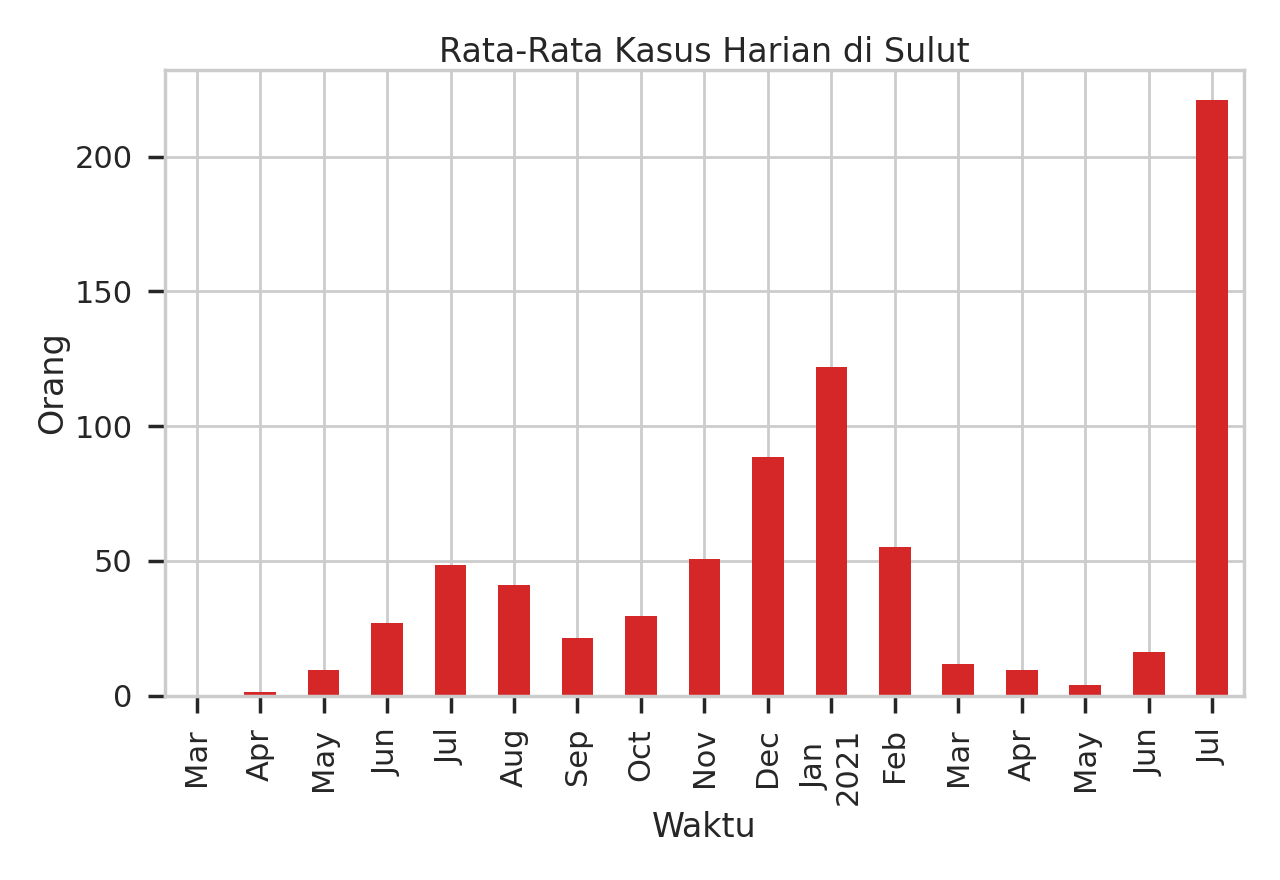 Rata-Rata Kasus Harian di Sulut
200
150
100
50
0
Orang
Mar
Apr
May
Jun
Jul
Aug
Sep
Oct
Nov
Dec
Jan
2021
Feb
Mar
Apr
May
Jun
Jul
Waktu